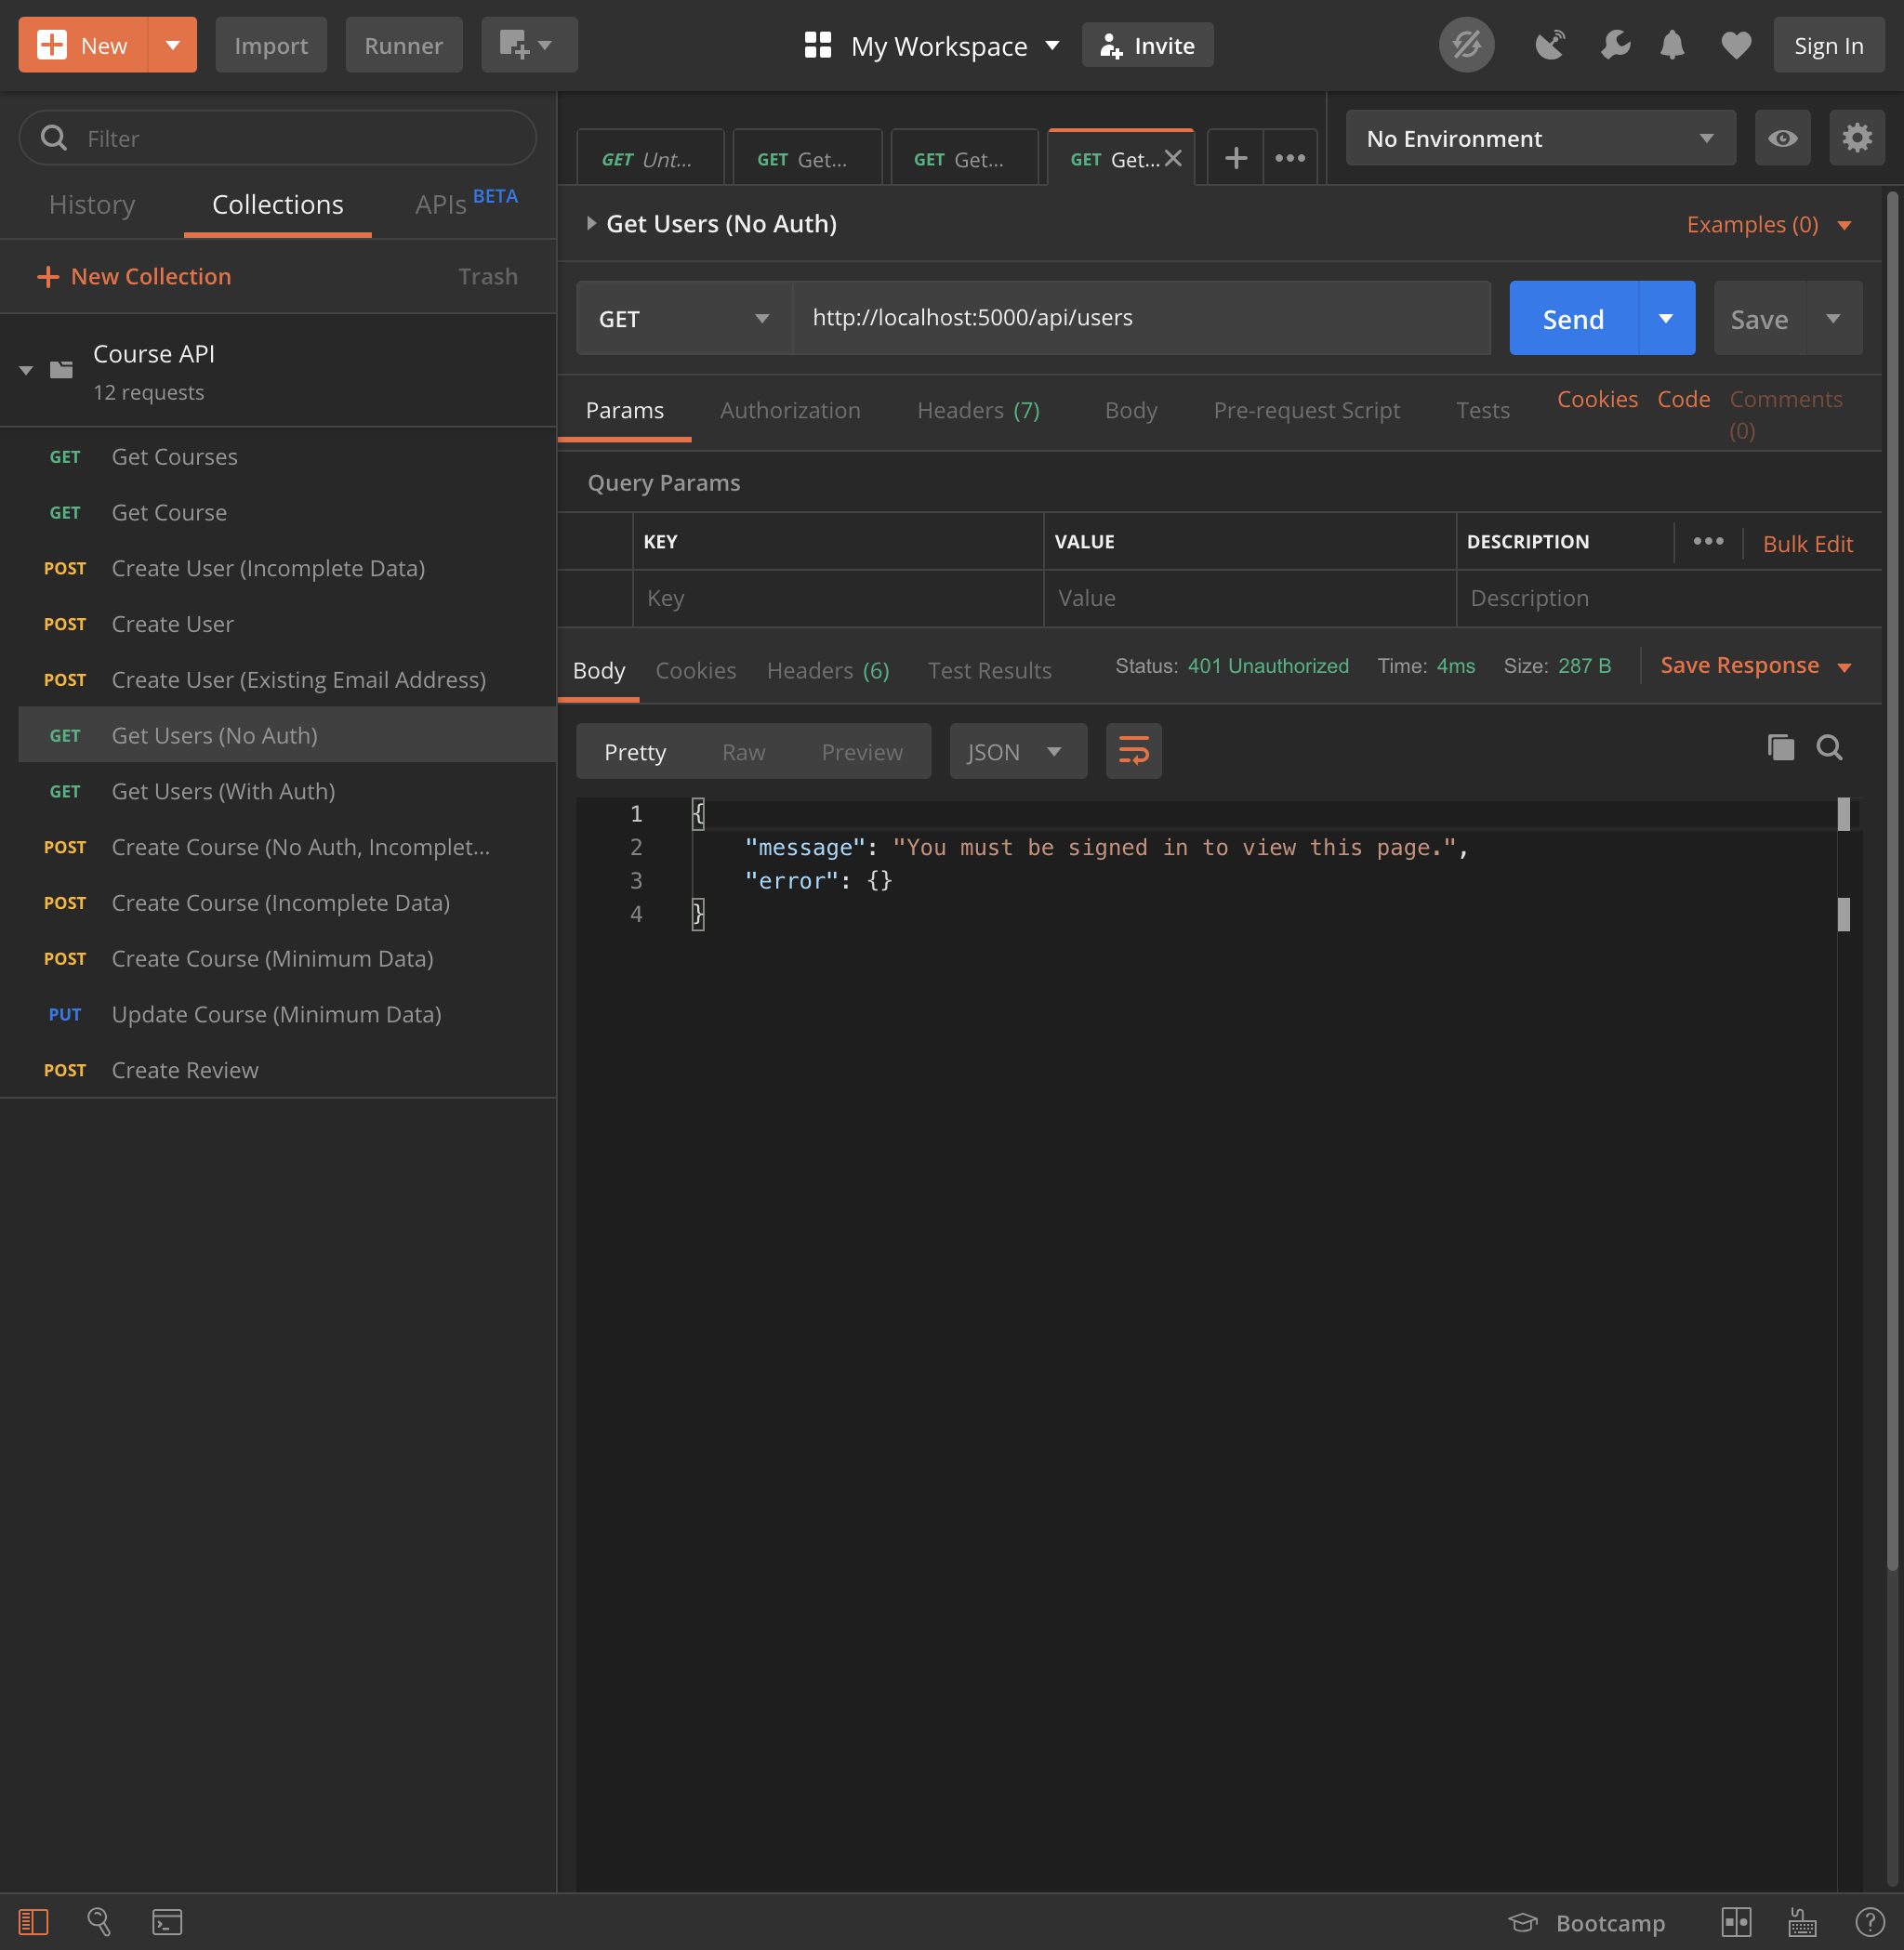 New Import Runner My Workspace Invite Sign In
Filter
History Collections APIs BETA
New Collection Trash
Course API
12 requests
GET Get Courses
GET Get Course
POST Create User (Incomplete Data)
POST Create User
POST Create User (Existing Email Address)
GET Get Users (No Auth)
GET Get Users (With Auth)
POST Create Course (No Auth, Incomplet...
POST Create Course (Incomplete Data)
POST Create Course (Minimum Data)
PUT Update Course (Minimum Data)
POST Create Review
GET Unt... GET Get... GET Get... GET Get... No Environment
Get Users (No Auth) Examples (0)
GET http://localhost:5000/api/users Send Save
Params Authorization Headers (7) Body Pre-request Script Tests Cookies Code Comments
(0)
Query Params
KEY VALUE DESCRIPTION Bulk Edit
Key Value Description
Body Cookies Headers (6) Test Results Status: 401 Unauthorized Time: 4ms Size: 287 B Save Response
Pretty Raw Preview JSON
1 {
2 "message": "You must be signed in to view this page.",
3 "error": {}
4 }
Bootcamp